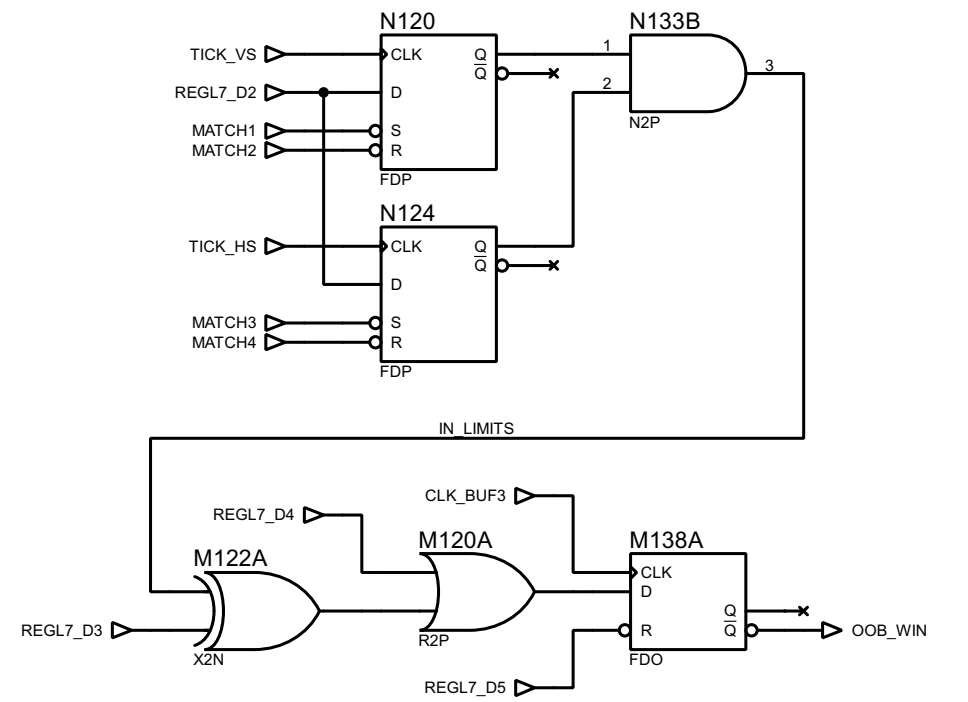 N120
N133B
TICK_VS
CLK
Q
1
3
Q
REGL7_D2
D
2
MATCH1
S
MATCH2
R
N2P
FDP
N124
TICK_HS
CLK
Q
Q
D
MATCH3
S
MATCH4
R
FDP
IN_LIMITS
CLK_BUF3
REGL7_D4
M122A
M120A
M138A
CLK
D
Q
REGL7_D3
R
Q
OOB_WIN
X2N
R2P
FDO
REGL7_D5